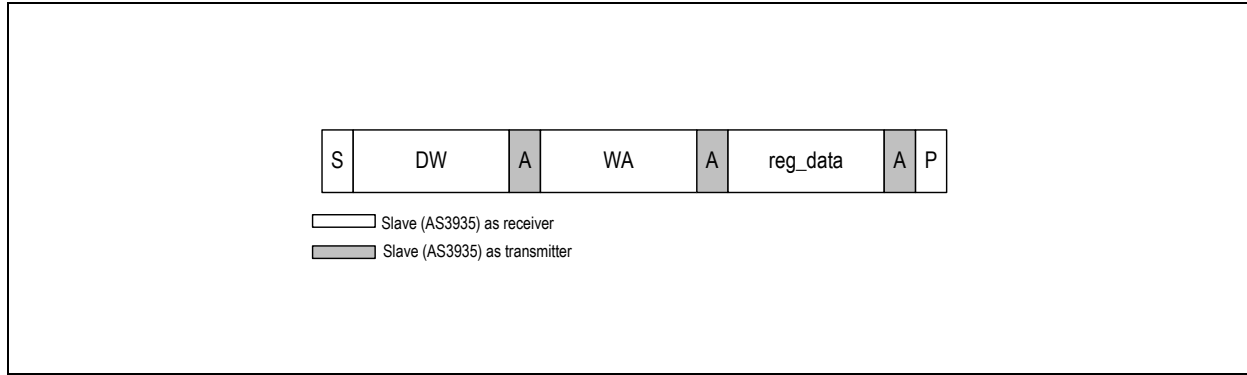 S DW A WA A reg_data A P
Slave (AS3935) as receiver
Slave (AS3935) as transmitter